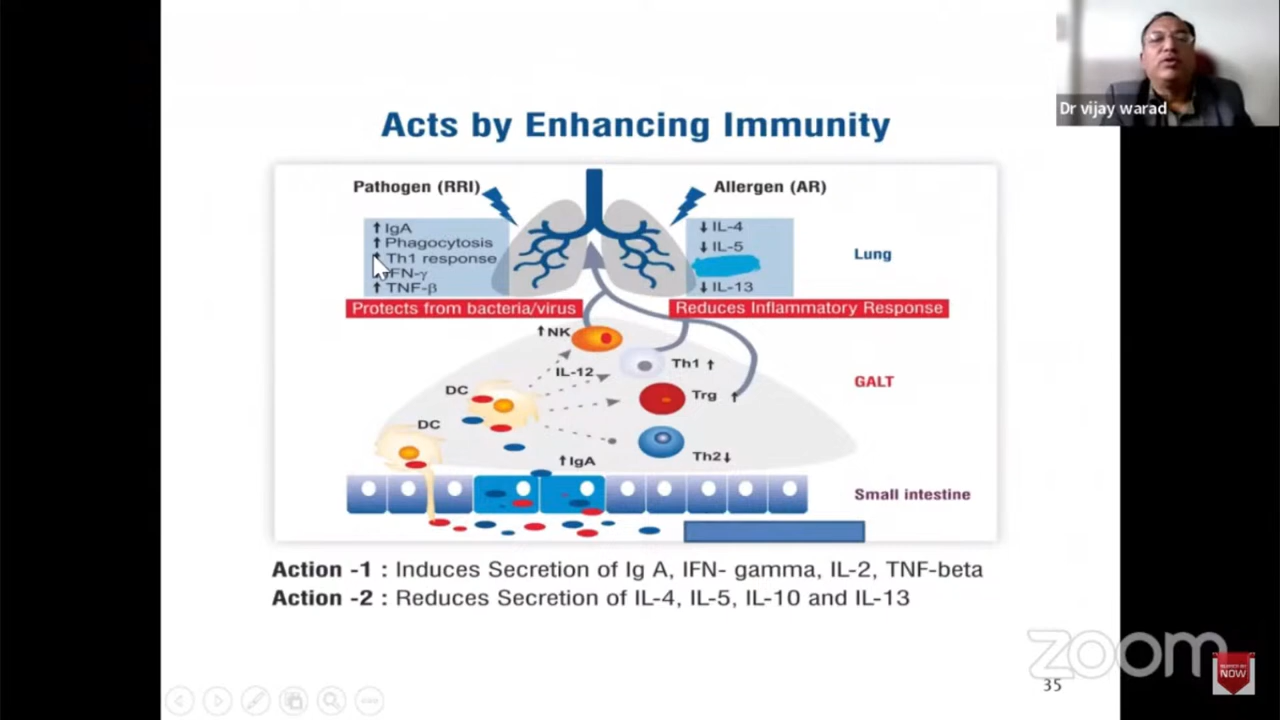 Dr vijay warad
Acts by Enhancing Immunity
Pathogen (RRI)
Allergen (AR)
↑ IgA
↑ Phagocytosis
Th1 response
FN-γ
↑ TNF-β
↓ IL-4
↓ IL-5
↓ IL-13
Lung
Protects from bacteria/virus
Reduces Inflammatory Response
↑ NK
IL-12
Th1 ↑
DC
Trg ↑
GALT
DC
↑ IgA
Th2 ↓
Small intestine
Action -1 : Induces Secretion of Ig A, IFN- gamma, IL-2, TNF-beta
Action -2 : Reduces Secretion of IL-4, IL-5, IL-10 and IL-13
zoom
35
NOW